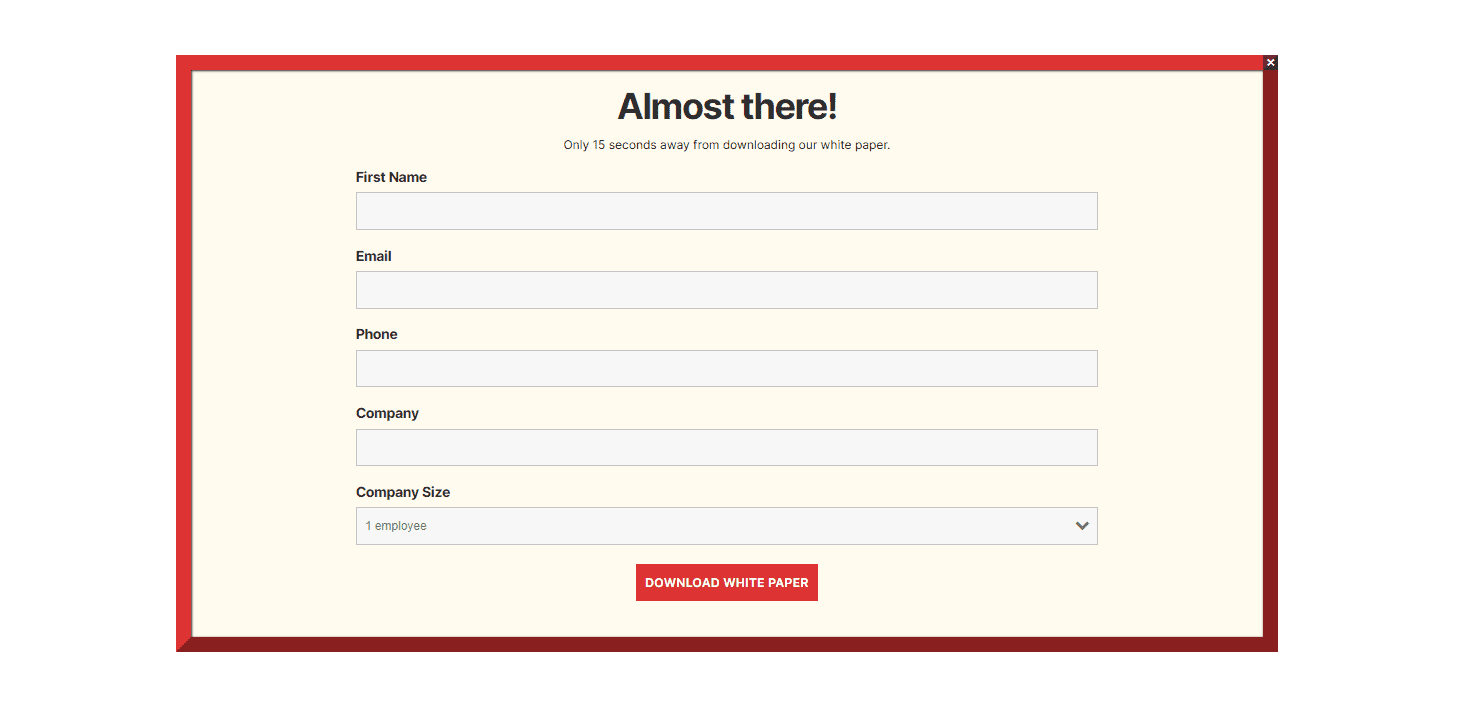 Almost there!
Only 15 seconds away from downloading our white paper.
First Name
Email
Phone
Company
Company Size
1 employee
DOWNLOAD WHITE PAPER